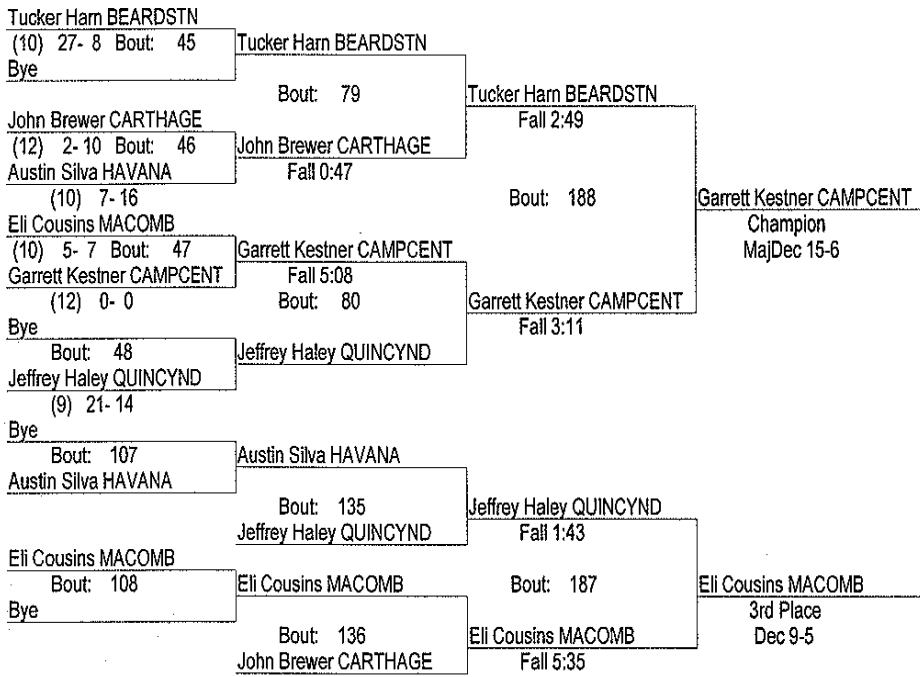 Tucker Harn BEARDSTN
(10) 27- 8 Bout: 45
Tucker Harn BEARDSTN
Bye
Bout: 79
Tucker Harn BEARDSTN
John Brewer CARTHAGE
Fall 2:49
(12) 2- 10 Bout: 46
John Brewer CARTHAGE
Austin Silva HAVANA
Fall 0:47
(10) 7- 16
Bout: 188
Garrett Kestner CAMPCENT
Eli Cousins MACOMB
Champion
(10) 5- 7 Bout: 47
Garrett Kestner CAMPCENT
MajDec 15-6
Garrett Kestner CAMPCENT
Fall 5:08
(12) 0- 0
Bout: 80
Garrett Kestner CAMPCENT
Bye
Fall 3:11
Bout: 48
Jeffrey Haley QUINCYND
Jeffrey Haley QUINCYND
(9) 21- 14
Bye
Bout: 107
Austin Silva HAVANA
Austin Silva HAVANA
Bout: 135
Jeffrey Haley QUINCYND
Jeffrey Haley QUINCYND
Fall 1:43
Eli Cousins MACOMB
Bout: 108
Eli Cousins MACOMB
Bout: 187
Eli Cousins MACOMB
Bye
3rd Place
Bout: 136
Eli Cousins MACOMB
Dec 9-5
John Brewer CARTHAGE
Fall 5:35